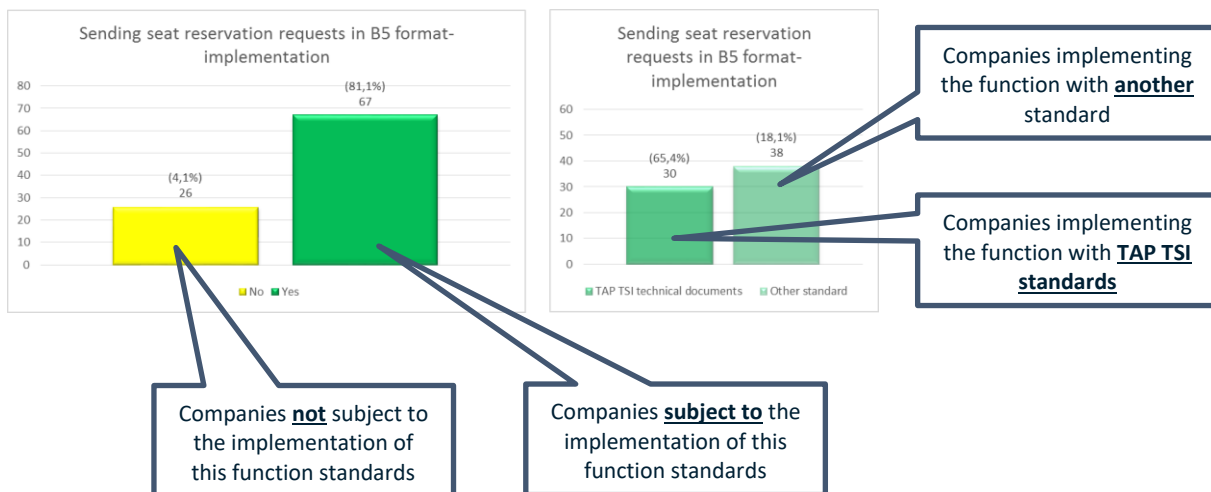 Sending seat reservation requests in B5 format-
implementation
80
70
60
50
40
30
20
10
0
(4,1%)
26
(81,1%)
67
No Yes
Sending seat reservation
requests in B5 format-
implementation
60
50
40
30
20
10
0
(65,4%)
30
(18,1%)
38
TAP TSI technical documents Other standard
Companies implementing
the function with another
standard
Companies implementing
the function with TAP TSI
standards
Companies not subject to
the implementation of
this function standards
Companies subject to the
implementation of this
function standards